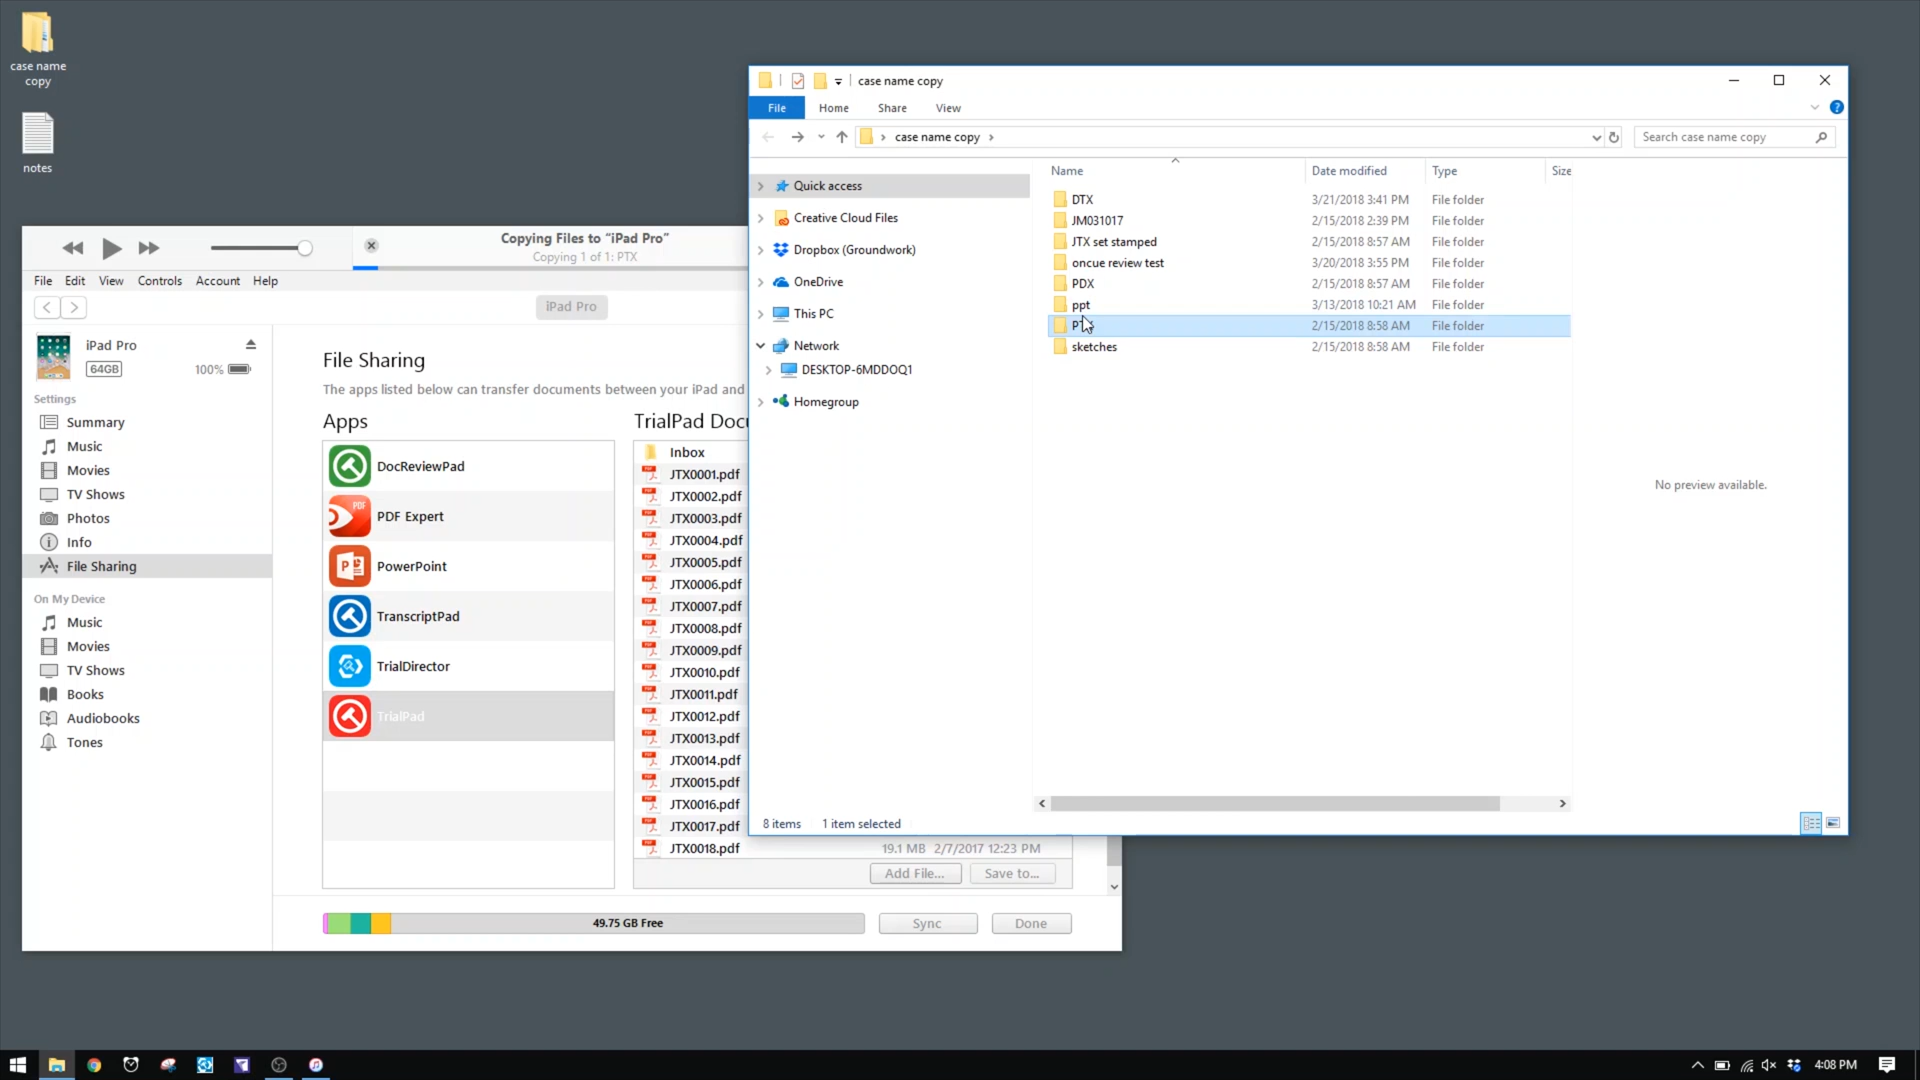 case name
copy
notes
case name copy
File
Home
Share
View
case name copy
Search case name copy
Quick access
Creative Cloud Files
Dropbox (Groundwork)
OneDrive
This PC
Network
DESKTOP-6MDDOQ1
Homegroup
Name
Date modified
Type
Size
DTX
3/21/2018 3:41 PM
File folder
JM031017
2/15/2018 2:39 PM
File folder
JTX set stamped
2/15/2018 8:57 AM
File folder
oncue review test
3/20/2018 3:55 PM
File folder
PDX
2/15/2018 8:57 AM
File folder
ppt
3/13/2018 10:21 AM
File folder
PTX
2/15/2018 8:58 AM
File folder
sketches
2/15/2018 8:58 AM
File folder
No preview available.
8 items
1 item selected
Copying Files to “iPad Pro”
Copying 1 of 1: PTX
File
Edit
View
Controls
Account
Help
iPad Pro
iPad Pro
64GB
100%
Settings
Summary
Music
Movies
TV Shows
Photos
Info
File Sharing
On My Device
Music
Movies
TV Shows
Books
Audiobooks
Tones
File Sharing
The apps listed below can transfer documents between your iPad and
Apps
DocReviewPad
PDF Expert
PowerPoint
TranscriptPad
TrialDirector
TrialPad
TrialPad Docu
Inbox
JTX0001.pdf
JTX0002.pdf
JTX0003.pdf
JTX0004.pdf
JTX0005.pdf
JTX0006.pdf
JTX0007.pdf
JTX0008.pdf
JTX0009.pdf
JTX0010.pdf
JTX0011.pdf
JTX0012.pdf
JTX0013.pdf
JTX0014.pdf
JTX0015.pdf
JTX0016.pdf
JTX0017.pdf
JTX0018.pdf
19.1 MB
2/7/2017 12:23 PM
Add File...
Save to...
49.75 GB Free
Sync
Done
4:08 PM